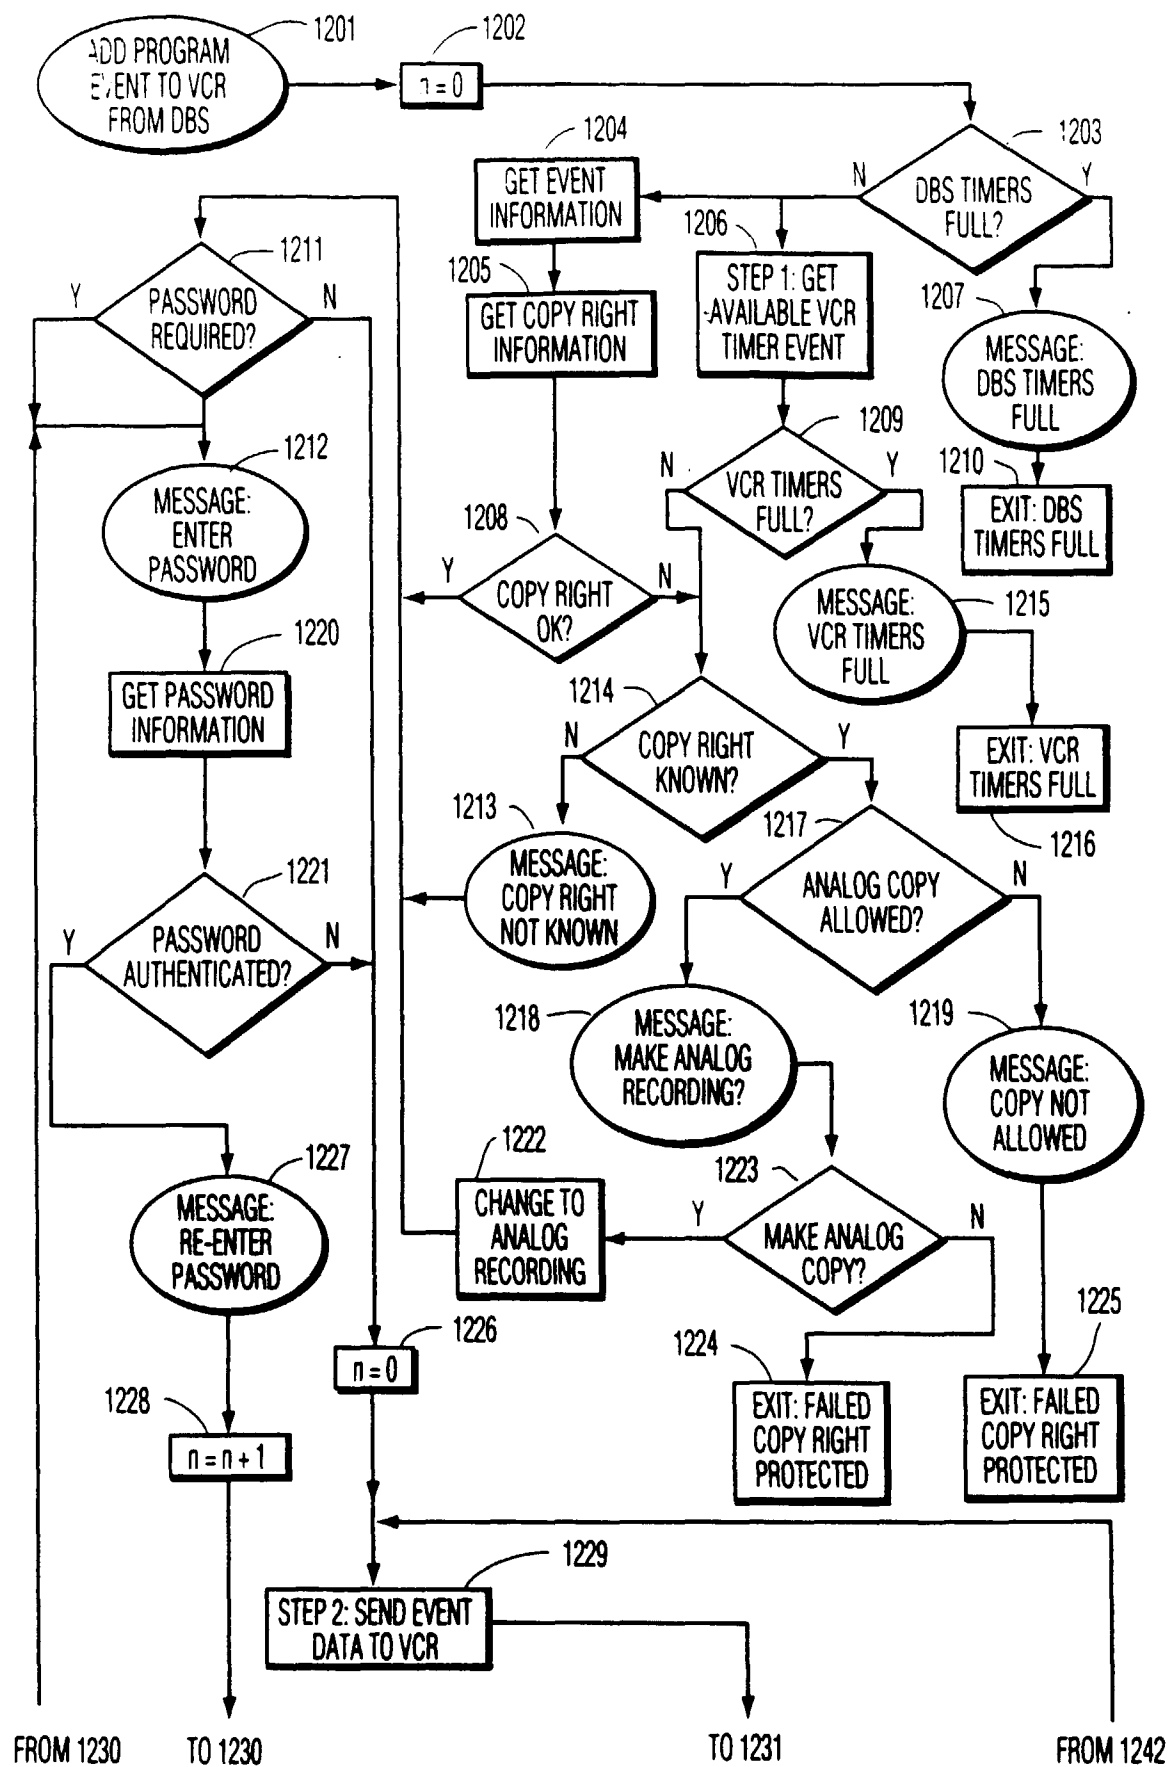 1201
ADD PROGRAM
EVENT TO VCR
FROM DBS
1202
n = 0
1203
DBS TIMERS
FULL?
N
Y
1204
GET EVENT
INFORMATION
1205
GET COPY RIGHT
INFORMATION
1206
STEP 1: GET
AVAILABLE VCR
TIMER EVENT
1207
MESSAGE:
DBS TIMERS
FULL
1208
COPY RIGHT
OK?
Y
N
1209
VCR TIMERS
FULL?
N
Y
1210
EXIT: DBS
TIMERS FULL
1211
PASSWORD
REQUIRED?
Y
N
1212
MESSAGE:
ENTER
PASSWORD
1220
GET PASSWORD
INFORMATION
1215
MESSAGE:
VCR TIMERS
FULL
1214
COPY RIGHT
KNOWN?
N
Y
EXIT: VCR
TIMERS FULL
1216
1213
MESSAGE:
COPY RIGHT
NOT KNOWN
1217
ANALOG COPY
ALLOWED?
Y
N
1221
PASSWORD
AUTHENTICATED?
Y
N
1218
MESSAGE:
MAKE ANALOG
RECORDING?
1219
MESSAGE:
COPY NOT
ALLOWED
1222
CHANGE TO
ANALOG
RECORDING
1223
MAKE ANALOG
COPY?
Y
N
1227
MESSAGE:
RE-ENTER
PASSWORD
1224
EXIT: FAILED
COPY RIGHT
PROTECTED
1225
EXIT: FAILED
COPY RIGHT
PROTECTED
1226
n = 0
1228
n = n + 1
1229
STEP 2: SEND EVENT
DATA TO VCR
FROM 1230
TO 1230
TO 1231
FROM 1242